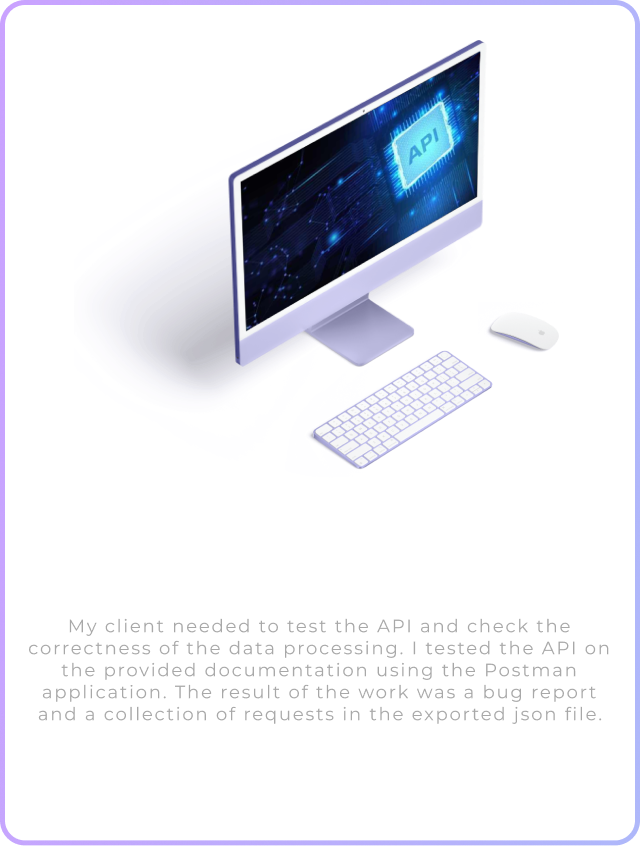 API
My client needed to test the API and check the
correctness of the data processing. I tested the API on
the provided documentation using the Postman
application. The result of the work was a bug report
and a collection of requests in the exported json file.